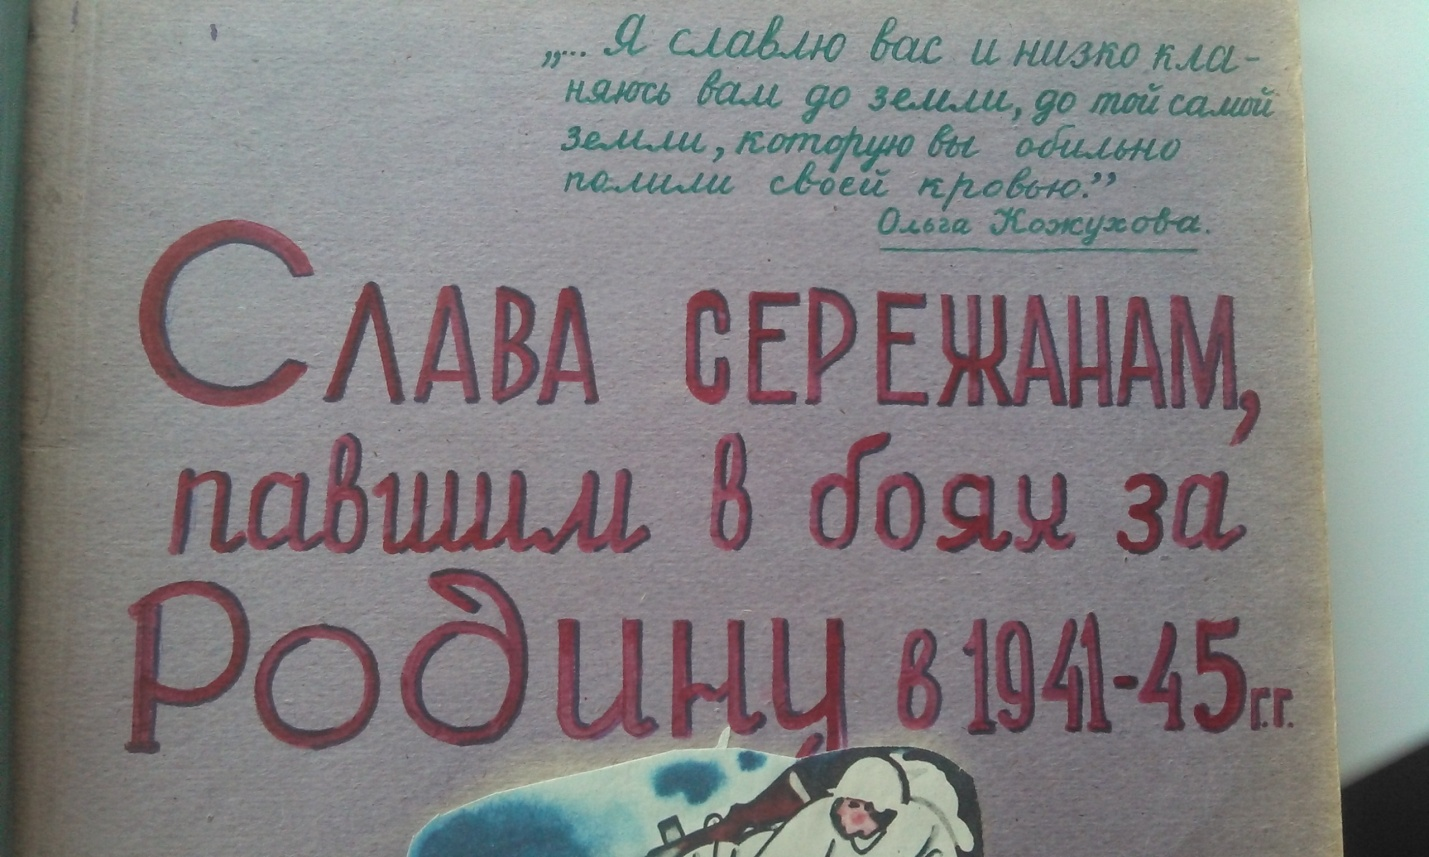 „... Я славлю вас и низко кла-
няюсь вам до земли, до той самой
земли, которую вы обильно
полили своей кровью."
Ольга Кожухова.
Слава сережанам,
павшим в боях за
Родину в 1941-45г.г.